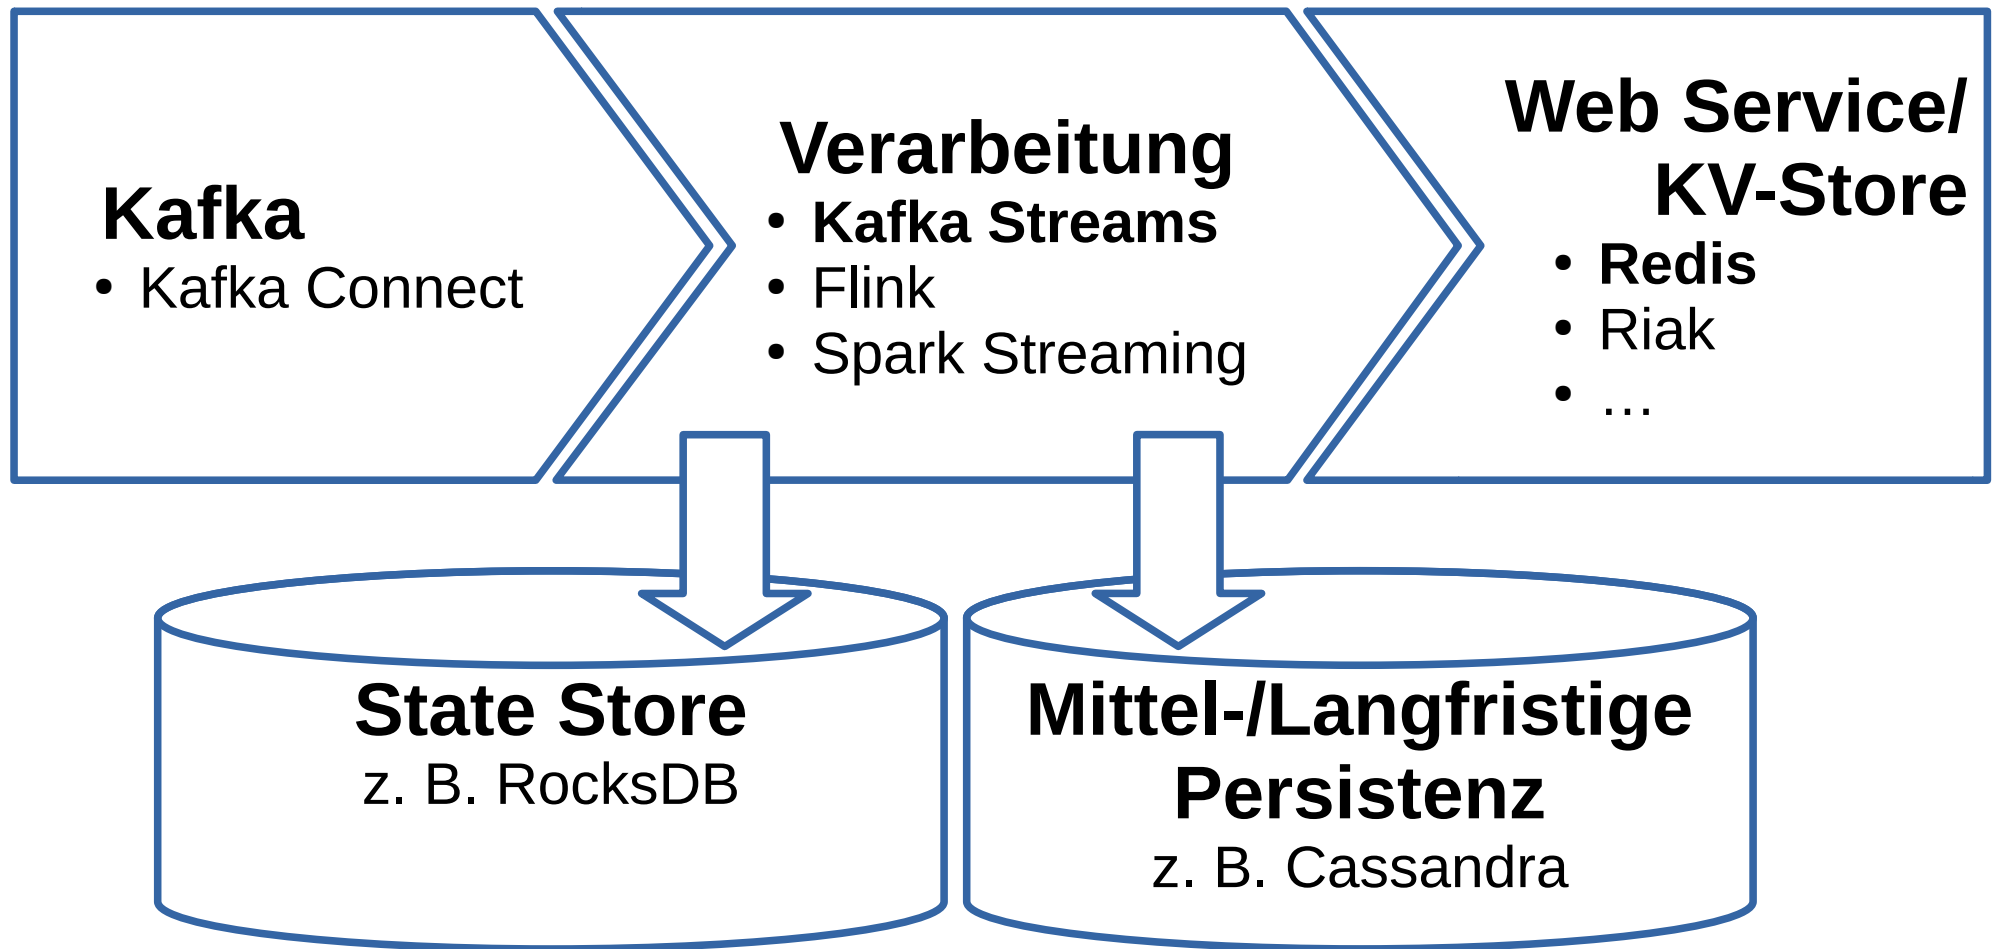 Kafka
• Kafka Connect
Verarbeitung
• Kafka Streams
• Flink
• Spark Streaming
Web Service/
KV-Store
• Redis
• Riak
• …
State Store
z. B. RocksDB
Mittel-/Langfristige
Persistenz
z. B. Cassandra